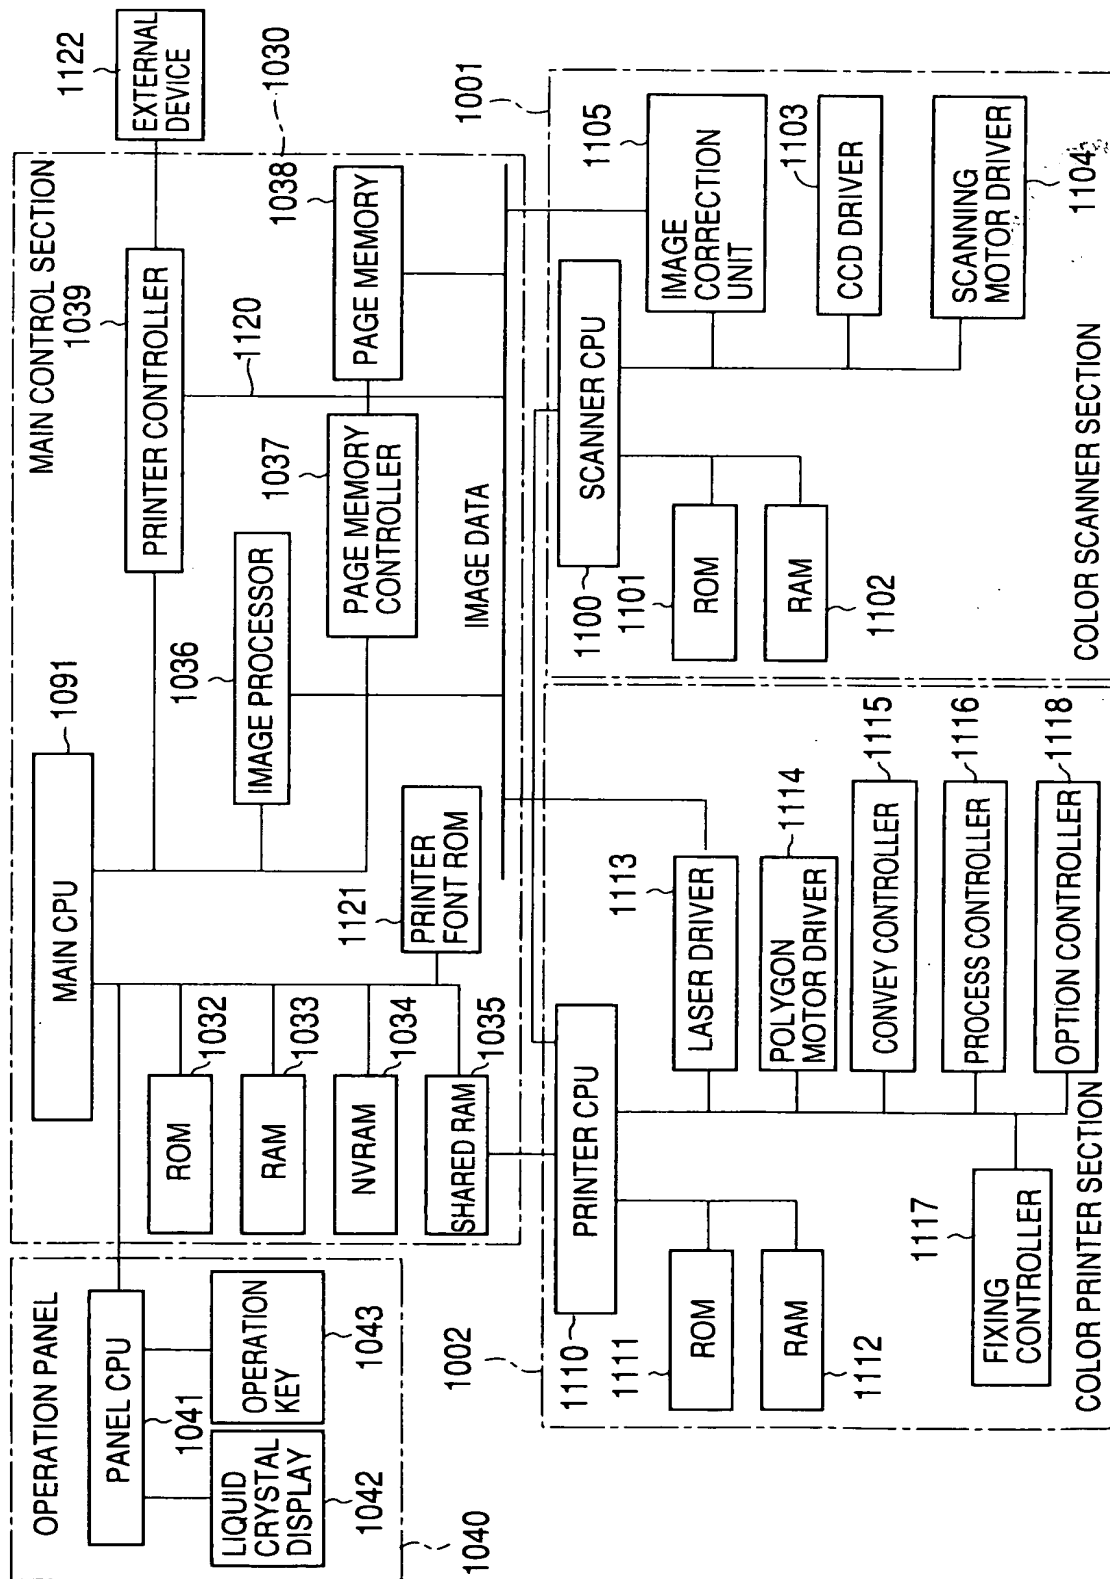 OPERATION PANEL
PANEL CPU
1041
LIQUID
CRYSTAL
DISPLAY
1042
OPERATION
KEY
1043
1040
MAIN CONTROL SECTION
MAIN CPU
1091
ROM
1032
RAM
1033
NVRAM
1034
SHARED RAM
1035
PRINTER
FONT ROM
1121
IMAGE PROCESSOR
1036
PAGE MEMORY
CONTROLLER
1037
PAGE MEMORY
1038
PRINTER CONTROLLER
1039
1120
IMAGE DATA
1030
EXTERNAL
DEVICE
1122
1002
PRINTER CPU
1110
ROM
1111
RAM
1112
LASER DRIVER
1113
POLYGON
MOTOR DRIVER
1114
CONVEY CONTROLLER
1115
PROCESS CONTROLLER
1116
FIXING
CONTROLLER
1117
OPTION CONTROLLER
1118
COLOR PRINTER SECTION
1001
SCANNER CPU
1100
ROM
1101
RAM
1102
IMAGE
CORRECTION
UNIT
1105
CCD DRIVER
1103
SCANNING
MOTOR DRIVER
1104
COLOR SCANNER SECTION